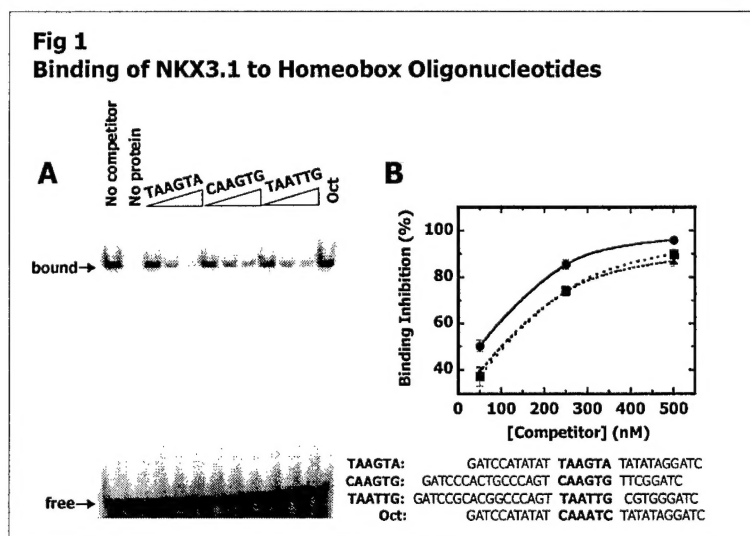 Fig 1
Binding of NKX3.1 to Homeobox Oligonucleotides
A
No competitor
No protein
TAAGTA
CAAGTG
TAATTG
Oct
bound→
free→
B
Binding Inhibition (%)
100
80
60
40
0 100 200 300 400 500
[Competitor] (nM)
TAAGTA: GATCCATATAT TAAGTA TATATAGGATC
CAAGTG: GATCCCACTGCCCAGT CAAGTG TTCGGATC
TAATTG: GATCCGCACGGCCCAGT TAATTG CGTGGGATC
Oct: GATCCATATAT CAAATC TATATAGGATC